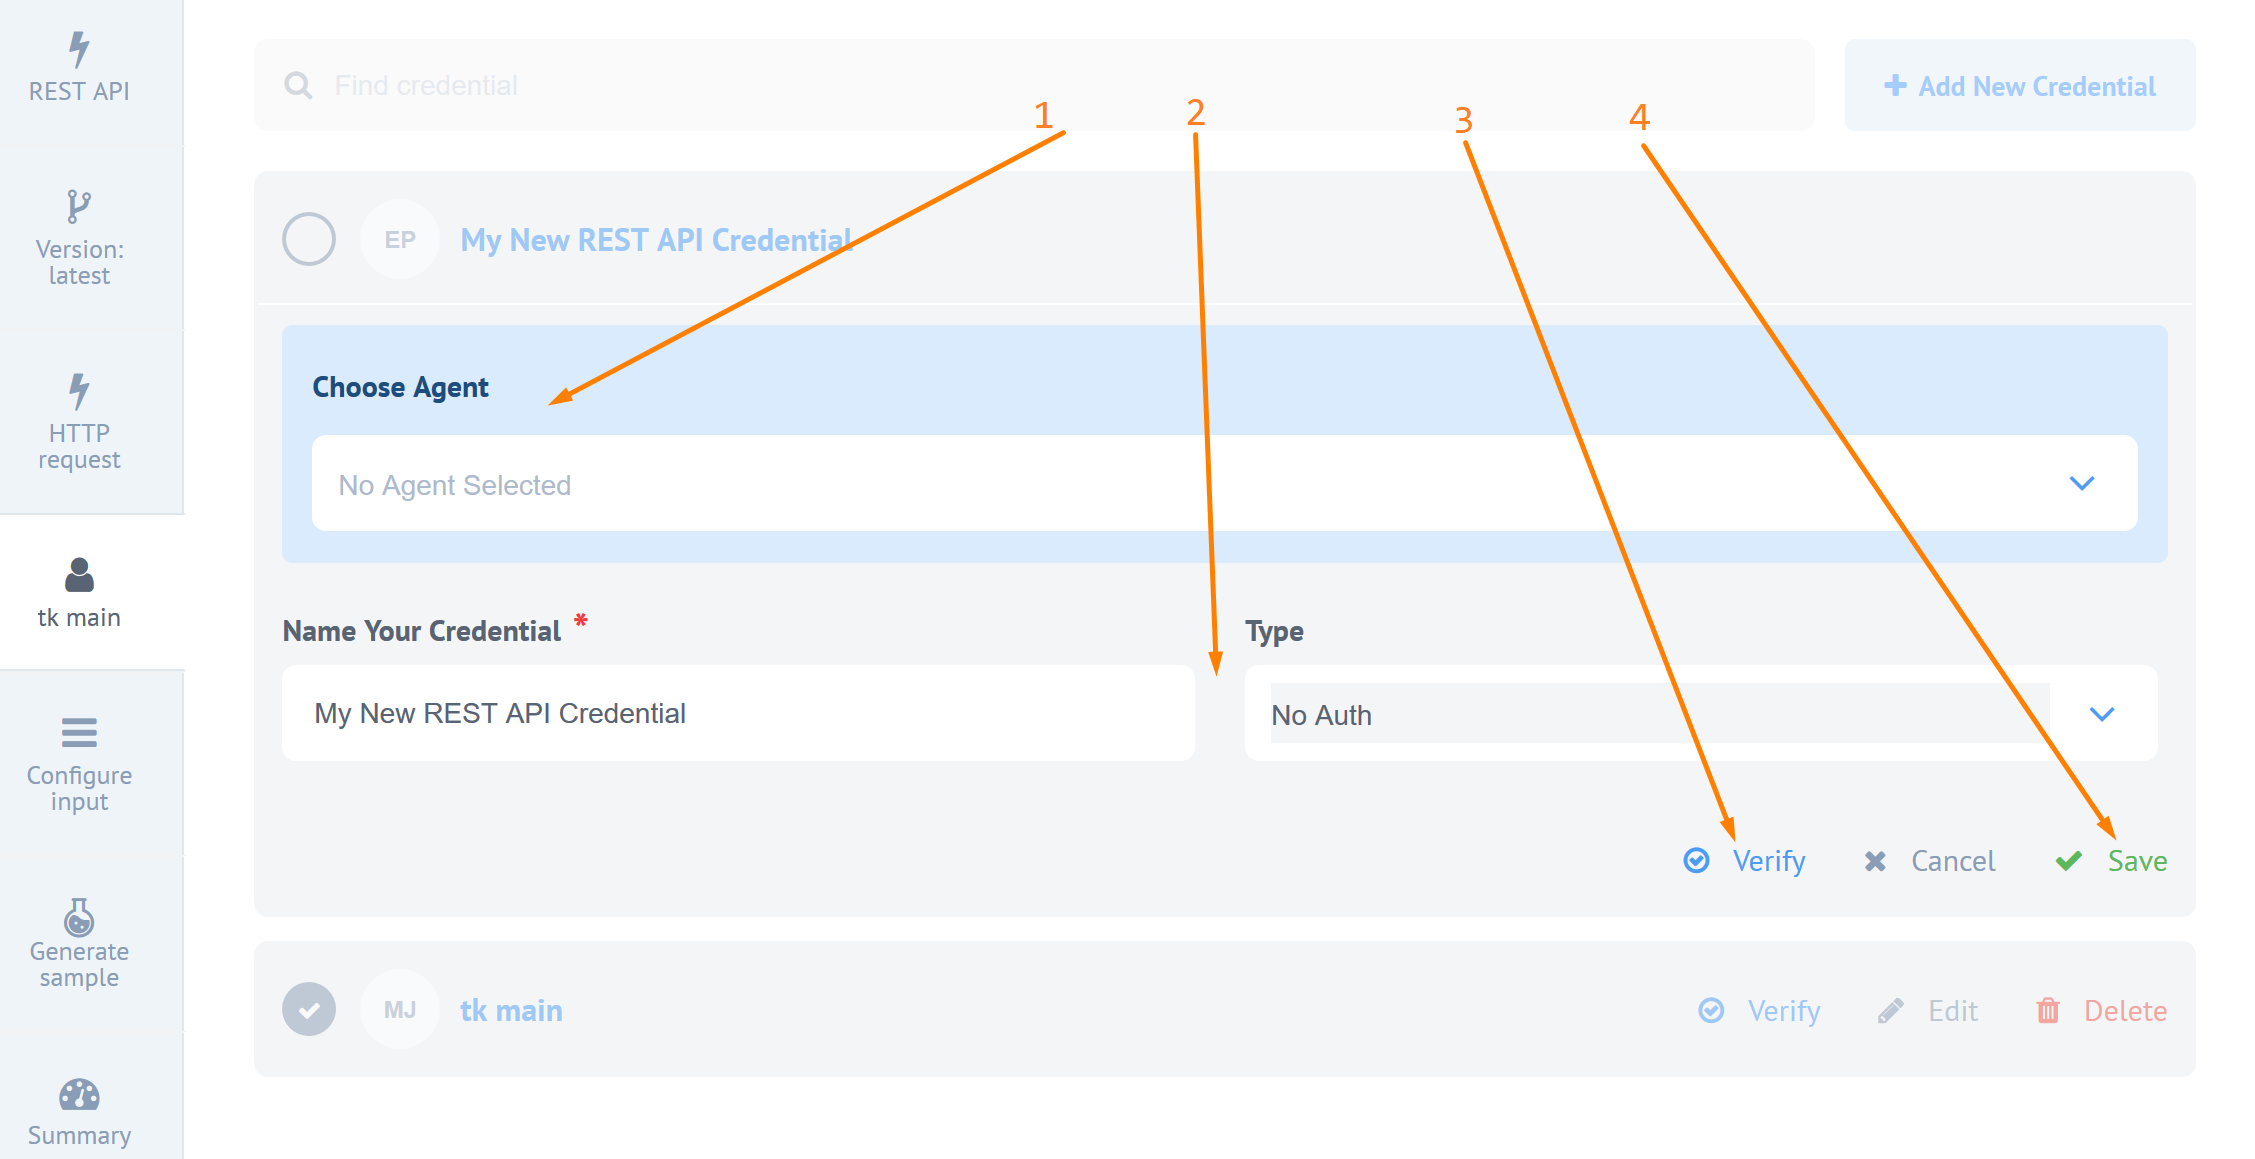 REST API
Version:
latest
HTTP
request
tk main
Configure
input
Generate
sample
Summary
Find credential
Add New Credential
1
2
3
4
EP
My New REST API Credential
Choose Agent
No Agent Selected
Name Your Credential *
Type
My New REST API Credential
No Auth
Verify
Cancel
Save
MJ
tk main
Verify
Edit
Delete